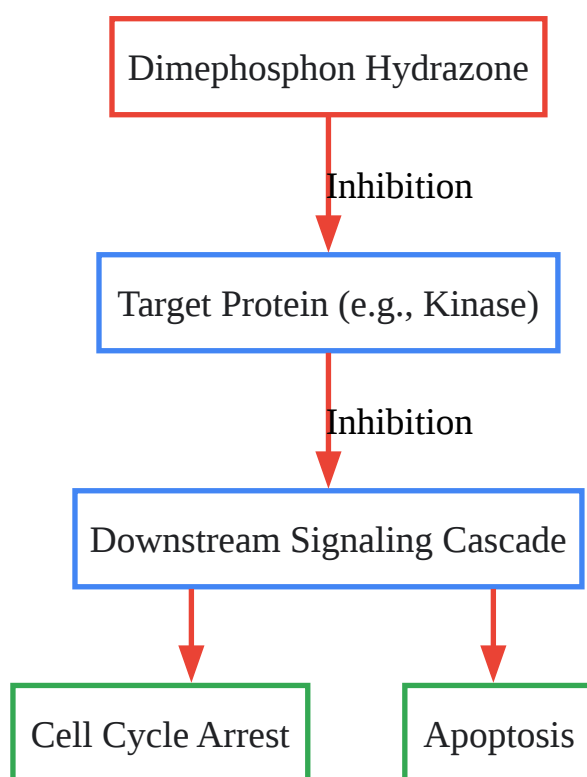 Dimephosphon Hydrazone
Inhibition
Target Protein (e.g., Kinase)
Inhibition
Downstream Signaling Cascade
Cell Cycle Arrest
Apoptosis